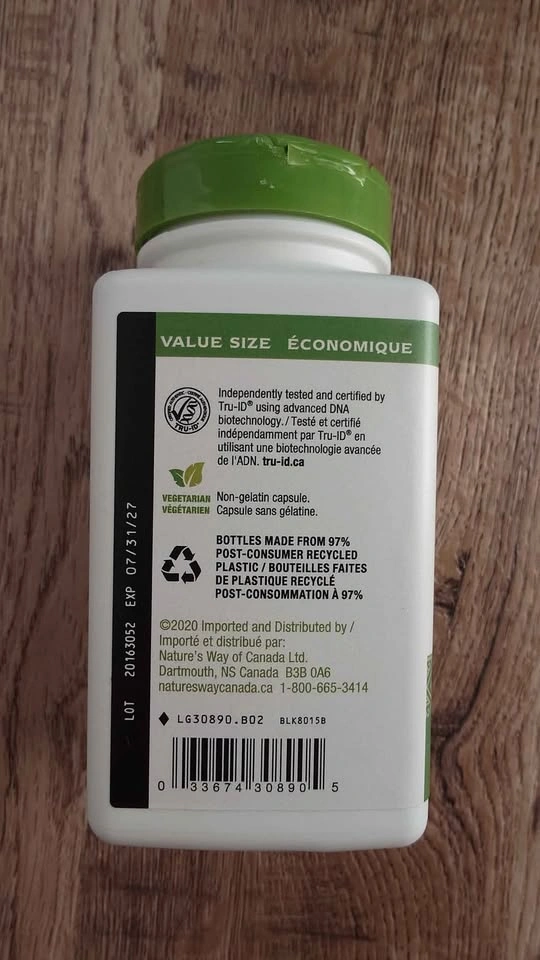 VALUE SIZE ÉCONOMIQUE
Independently tested and certified by
Tru-ID® using advanced DNA
biotechnology. / Testé et certifié
indépendamment par Tru-ID® en
utilisant une biotechnologie avancée
de l'ADN. tru-id.ca
TRU-ID
VEGETARIAN
VÉGÉTARIEN
Non-gelatin capsule.
Capsule sans gélatine.
BOTTLES MADE FROM 97%
POST-CONSUMER RECYCLED
PLASTIC / BOUTEILLES FAITES
DE PLASTIQUE RECYCLÉ
POST-CONSOMMATION À 97%
©2020 Imported and Distributed by /
Importé et distribué par:
Nature's Way of Canada Ltd.
Dartmouth, NS Canada B3B 0A6
natureswaycanada.ca 1-800-665-3414
LG30890.B02 BLK8015B
0 33674 30890 5
LOT 20163052 EXP 07/31/27